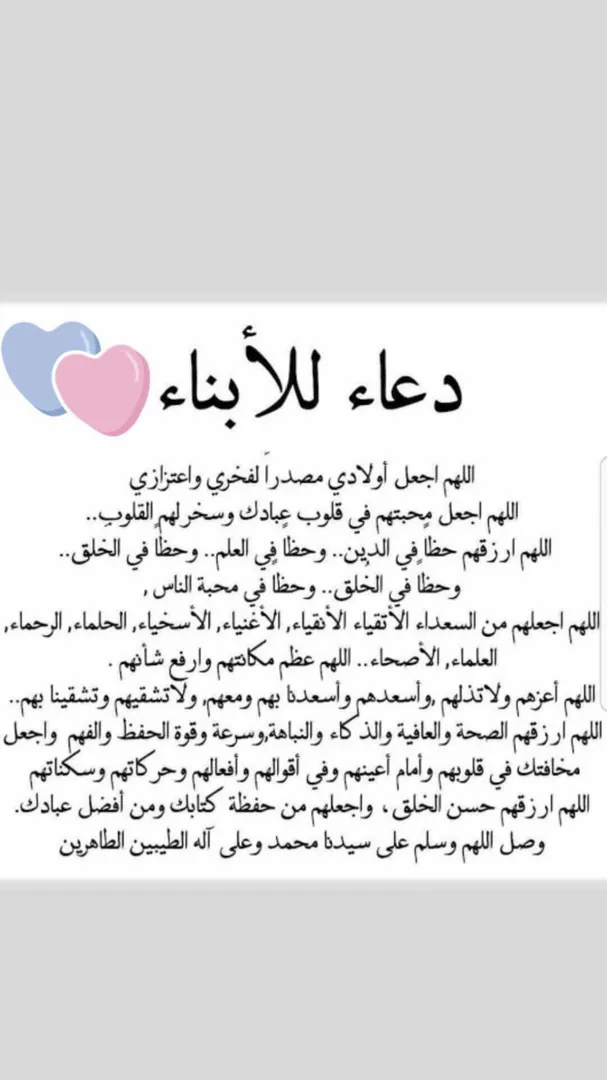 دعاء للأبناء
اللهم اجعل أولادي مصدراً لفخري واعتزازي
اللهم اجعل محبتهم في قلوب عبادك وسخر لهم القلوب..
اللهم ارزقهم حظاً في الدين.. وحظاً في العلم.. وحظاً في الخلق..
وحظاً في الخُلق.. وحظاً في محبة الناس ,
اللهم اجعلهم من السعداء الأتقياء الأنقياء, الأغنياء, الأسخياء, الحلماء, الرحماء,
العلماء, الأصحاء.. اللهم عظم مكانتهم وارفع شأنهم .
اللهم أعزهم ولاتذلهم ,وأسعدهم وأسعدنا بهم ومعهم, ولاتشقيهم وتشقينا بهم..
اللهم ارزقهم الصحة والعافية والذكاء والنباهة,وسرعة وقوة الحفظ والفهم واجعل
مخافتك في قلوبهم وأمام أعينهم وفي أقوالهم وأفعالهم وحركاتهم وسكناتهم
اللهم ارزقهم حسن الخلق ، واجعلهم من حفظة كتابك ومن أفضل عبادك.
وصل اللهم وسلم على سيدنا محمد وعلى آله الطيبين الطاهرين